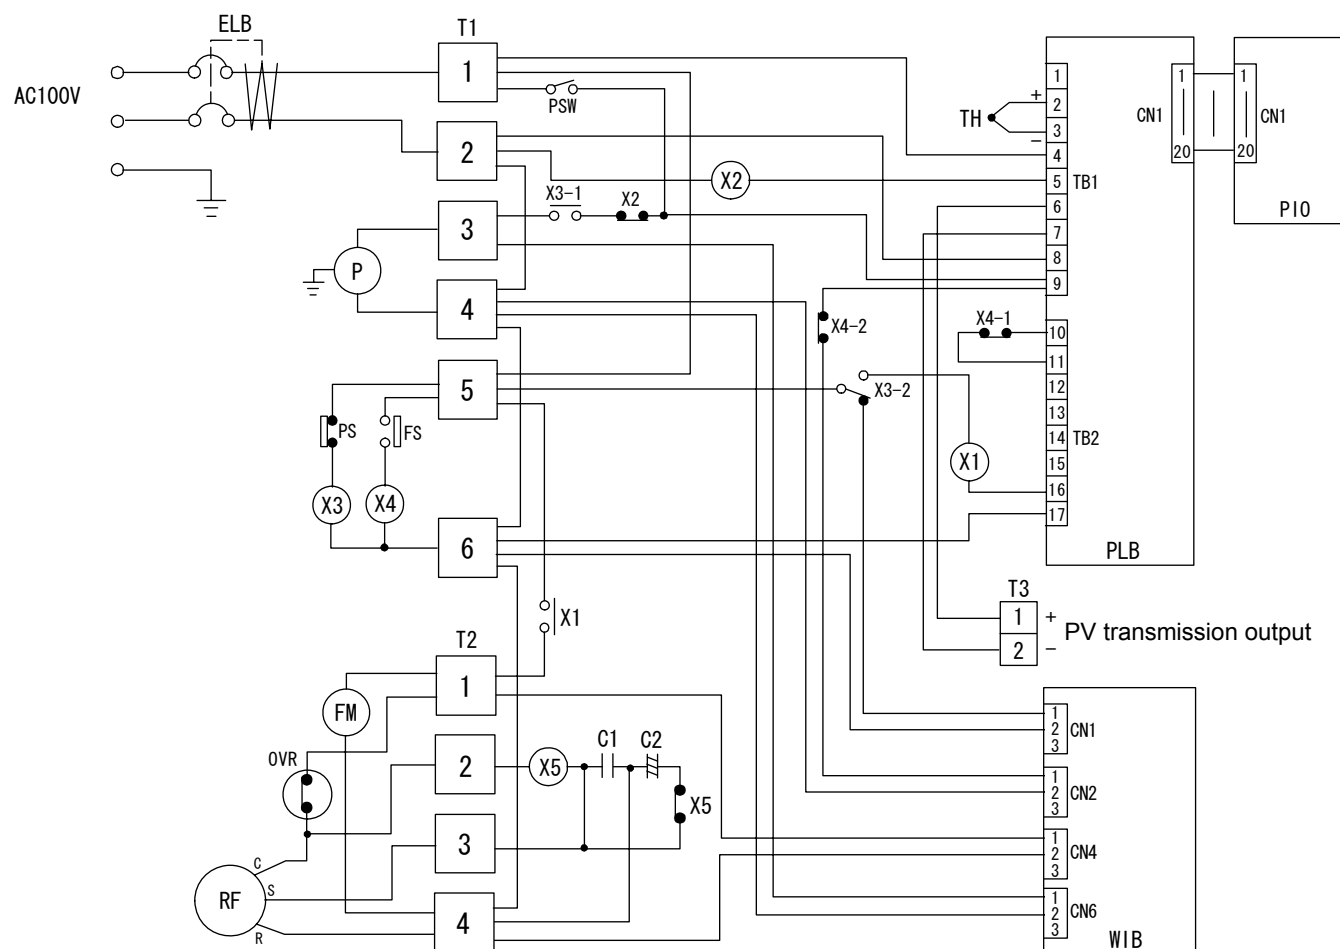 ELB
T1
AC100V
1
PSW
2
X2
X3-1
X2
3
P
4
5
PS
FS
X3
X4
6
X1
T2
1
FM
OVR
2
X5
C1
C2
X5
3
C
S
R
RF
4
TH
+
−
1
2
3
4
5
6
7
8
9
TB1
X4-2
X4-1
X3-2
X1
10
11
12
13
14
15
16
17
TB2
PLB
CN1
1
20
1
20
CN1
PIO
T3
1 +
2 −
PV transmission output
1
2
3
CN1
1
2
3
CN2
1
2
3
CN4
1
2
3
CN6
WIB